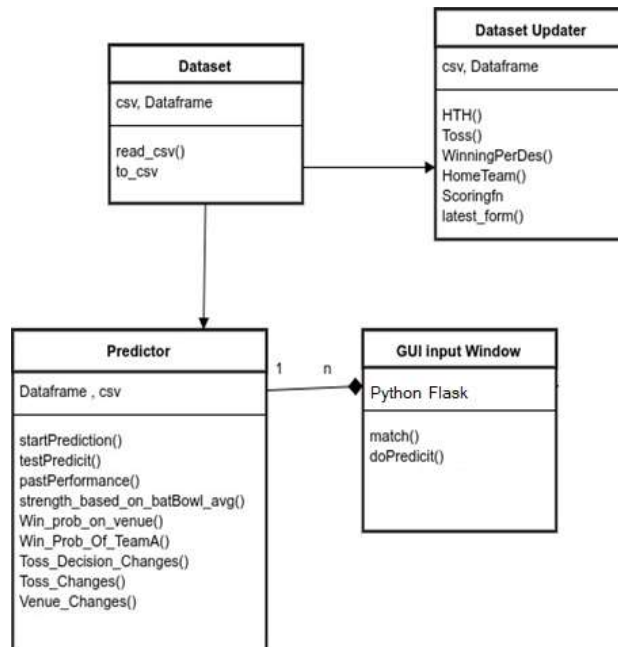 Dataset
csv, Dataframe
read_csv()
to_csv
Dataset Updater
csv, Dataframe
HTH()
Toss()
WinningPerDes()
HomeTeam()
Scoringfn
latest_form()
Predictor
Dataframe , csv
startPrediction()
testPredicit()
pastPerformance()
strength_based_on_batBowl_avg()
Win_prob_on_venue()
Win_Prob_Of_TeamA()
Toss_Decision_Changes()
Toss_Changes()
Venue_Changes()
1 n
GUI input Window
Python Flask
match()
doPredicit()